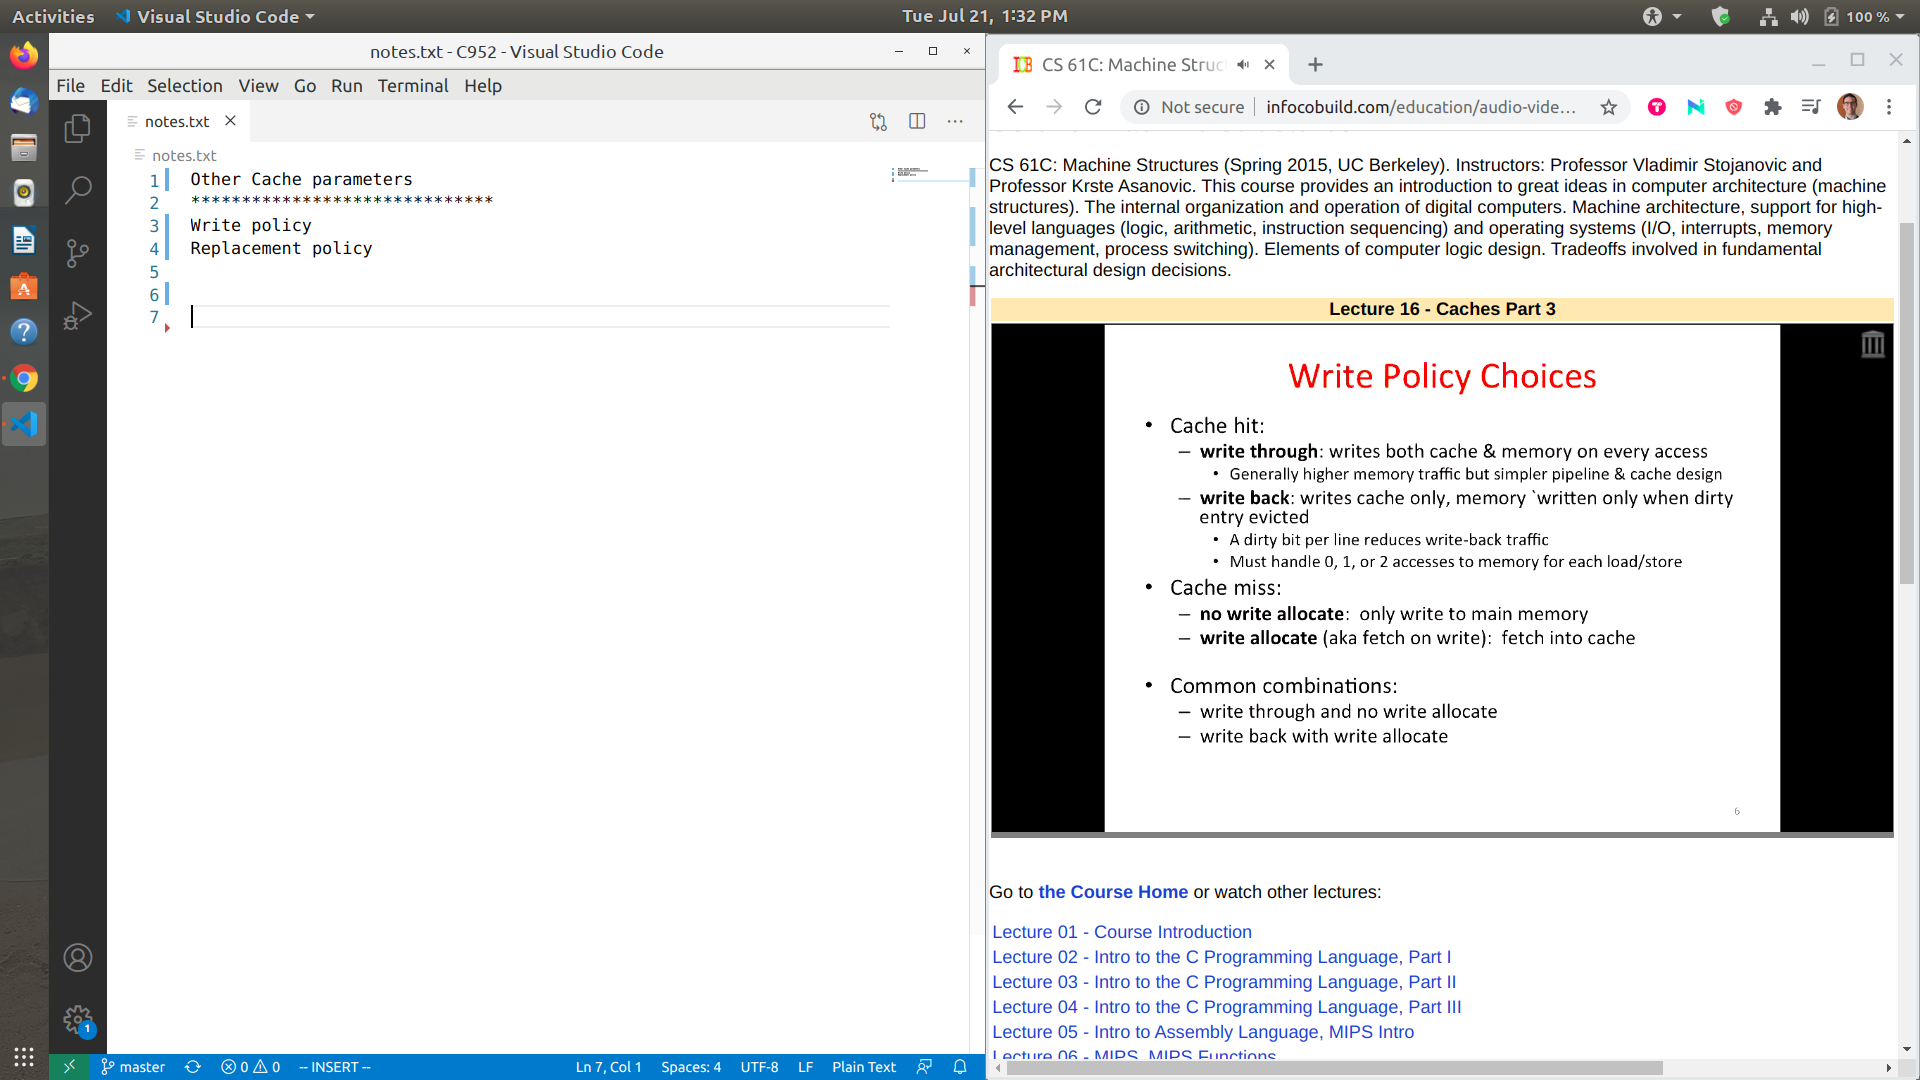 Activities
Visual Studio Code
Tue Jul 21, 1:32 PM
100 %
notes.txt - C952 - Visual Studio Code
File Edit Selection View Go Run Terminal Help
notes.txt
notes.txt
1 Other Cache parameters
2 ******************************
3 Write policy
4 Replacement policy
5
6
7
1
master
0 0
-- INSERT --
Ln 7, Col 1
Spaces: 4
UTF-8
LF
Plain Text
CS 61C: Machine Struc
Not secure
infocobuild.com/education/audio-vide...
CS 61C: Machine Structures (Spring 2015, UC Berkeley). Instructors: Professor Vladimir Stojanovic and
Professor Krste Asanovic. This course provides an introduction to great ideas in computer architecture (machine
structures). The internal organization and operation of digital computers. Machine architecture, support for high-
level languages (logic, arithmetic, instruction sequencing) and operating systems (I/O, interrupts, memory
management, process switching). Elements of computer logic design. Tradeoffs involved in fundamental
architectural design decisions.
Lecture 16 - Caches Part 3
Write Policy Choices
• Cache hit:
– write through: writes both cache & memory on every access
• Generally higher memory traffic but simpler pipeline & cache design
– write back: writes cache only, memory `written only when dirty
entry evicted
• A dirty bit per line reduces write-back traffic
• Must handle 0, 1, or 2 accesses to memory for each load/store
• Cache miss:
– no write allocate: only write to main memory
– write allocate (aka fetch on write): fetch into cache
• Common combinations:
– write through and no write allocate
– write back with write allocate
6
Go to the Course Home or watch other lectures:
Lecture 01 - Course Introduction
Lecture 02 - Intro to the C Programming Language, Part I
Lecture 03 - Intro to the C Programming Language, Part II
Lecture 04 - Intro to the C Programming Language, Part III
Lecture 05 - Intro to Assembly Language, MIPS Intro
Lecture 06 - MIPS, MIPS Functions